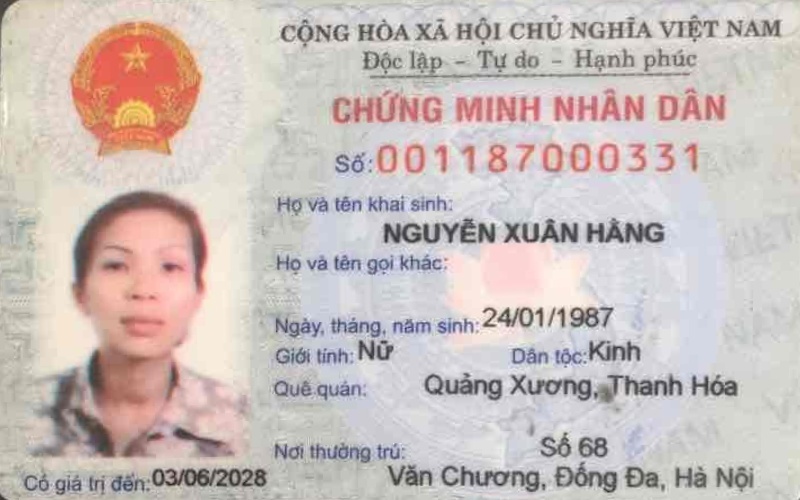 CỘNG HÒA XÃ HỘI CHỦ NGHĨA VIỆT NAM
Độc lập - Tự do - Hạnh phúc
CHỨNG MINH NHÂN DÂN
Số: 001187000331
Họ và tên khai sinh:
NGUYỄN XUÂN HẰNG
Họ và tên gọi khác:
Ngày, tháng, năm sinh: 24/01/1987
Giới tính: Nữ Dân tộc: Kinh
Quê quán: Quảng Xương, Thanh Hóa
Nơi thường trú: Số 68
Văn Chương, Đống Đa, Hà Nội
Có giá trị đến: 03/06/2028